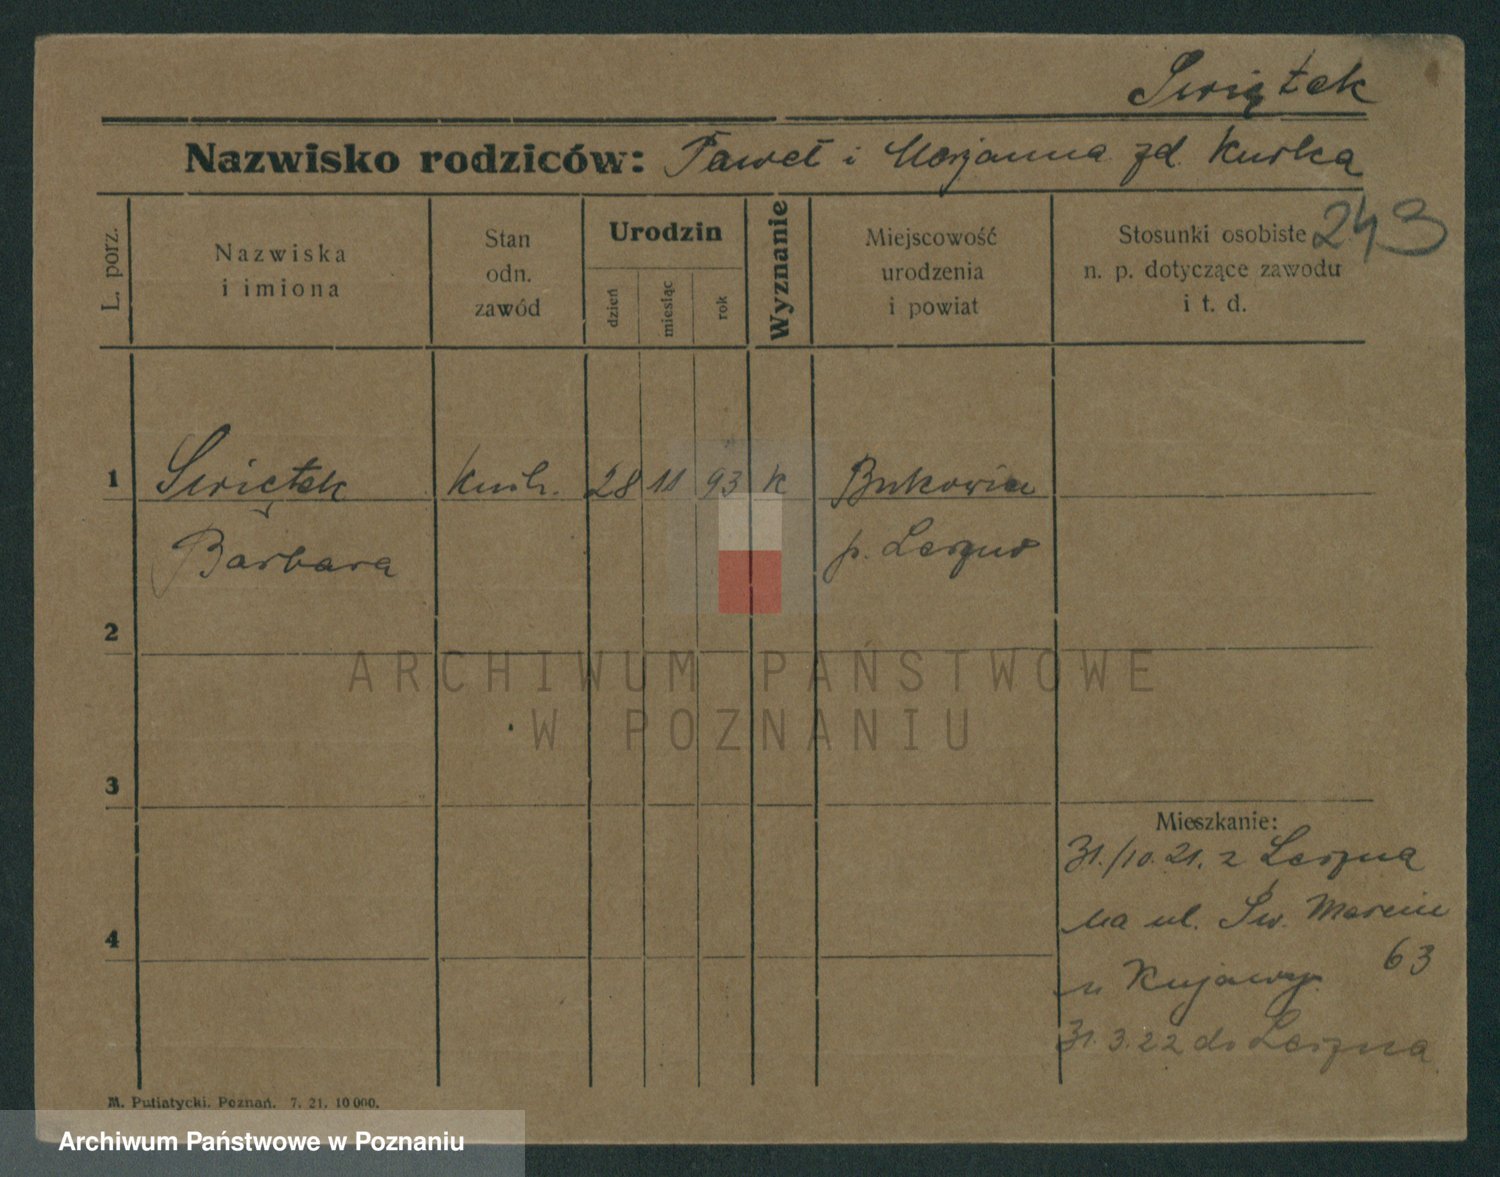 Świątek
Nazwisko rodziców: Paweł i Marjanna zd. Kurka
243
L. porz.
Nazwiska
i imiona
Stan
odn.
zawód
Urodzin
dzień
miesiąc
rok
Wyznanie
Miejscowość
urodzenia
i powiat
Stosunki osobiste
n. p. dotyczące zawodu
i t. d.
1 Świątek kuch. 28 11 93 k Bukowiec
Barbara p. Leszno
2
3
4
Mieszkanie:
31./10. 21. z Leszna
na ul. Św. Marcin
63
u Kujawy
31. 3. 22 do Leszna
M. Putiatycki. Poznań. 7. 21. 10 000.
ARCHIWUM PAŃSTWOWE
W POZNANIU
Archiwum Państwowe w Poznaniu